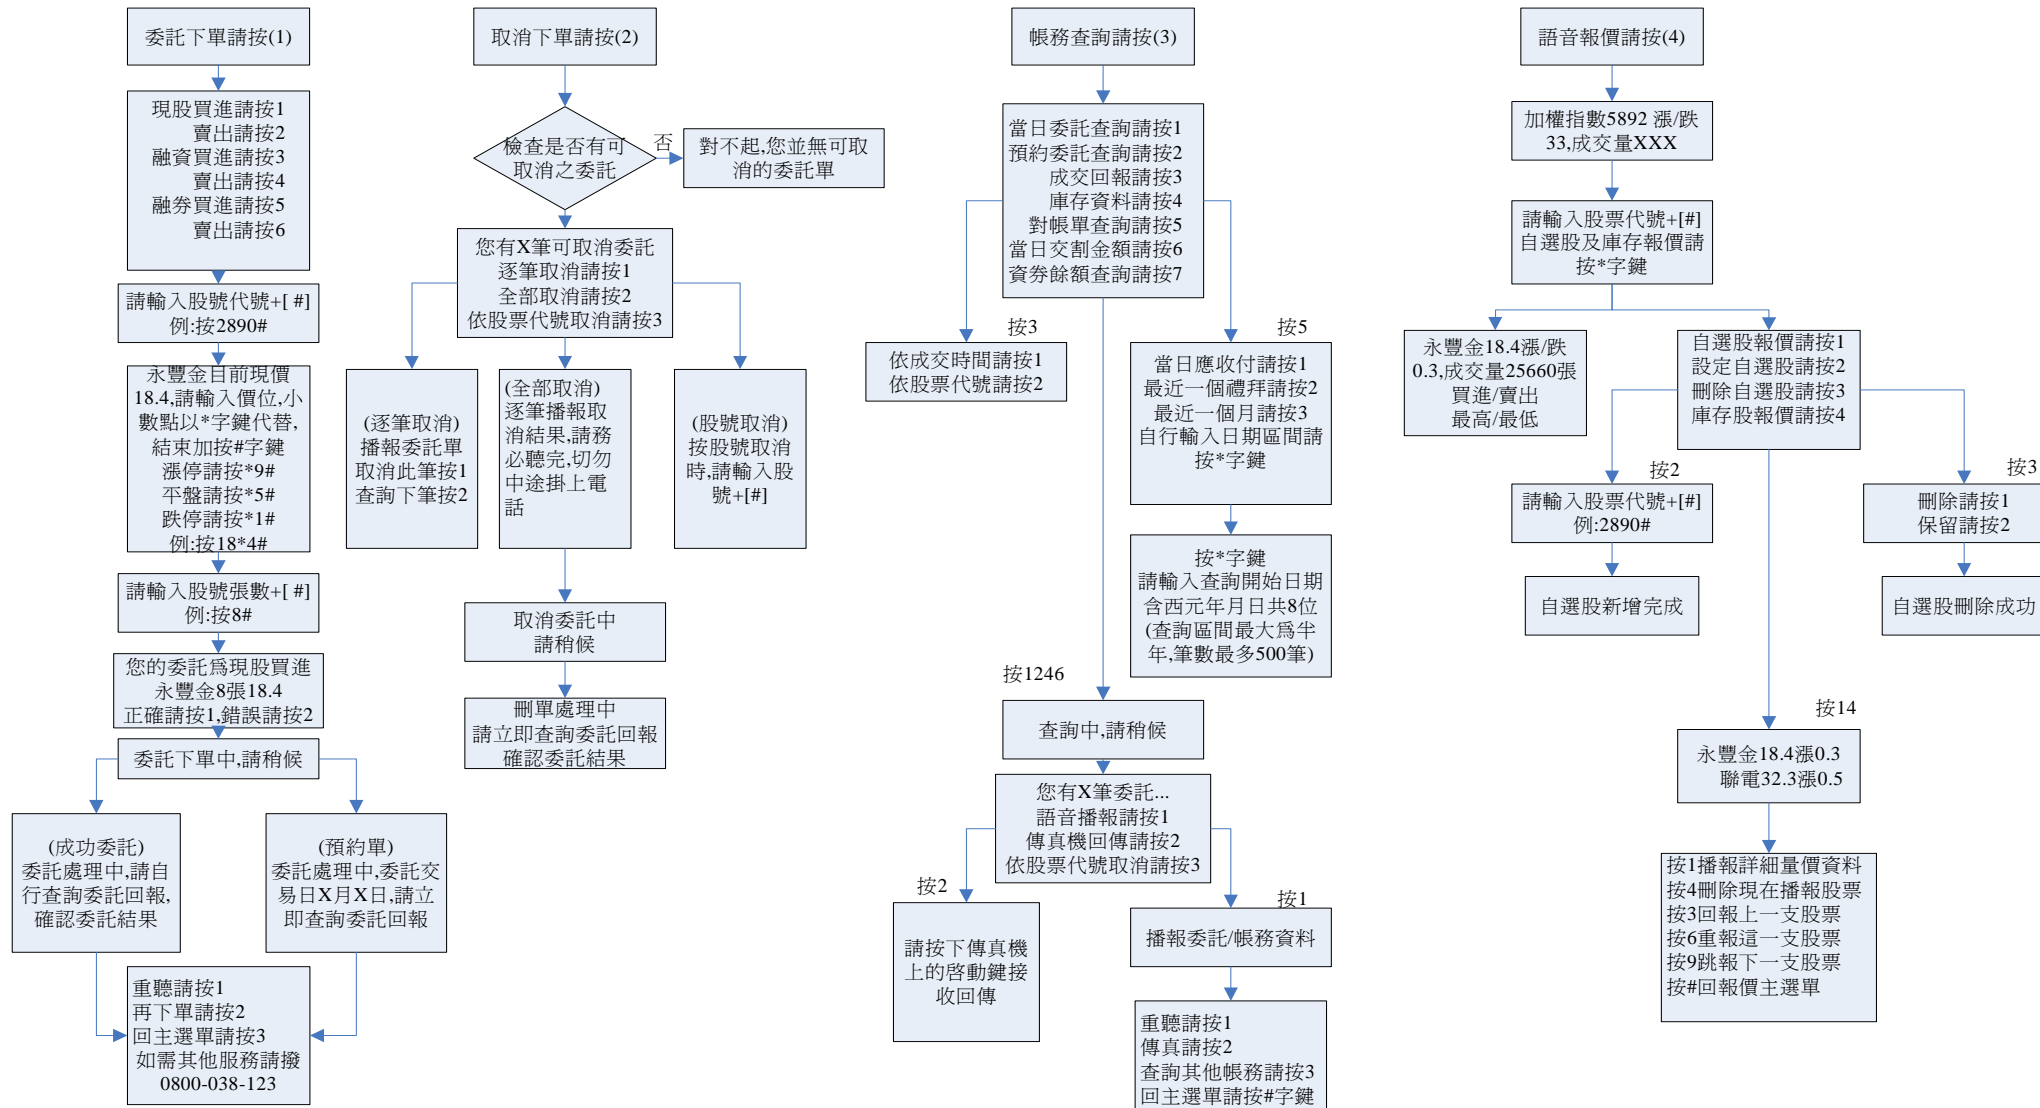 委託下單請按(1)
現股買進請按1
賣出請按2
融資買進請按3
賣出請按4
融券買進請按5
賣出請按6
請輸入股號代號+[ #]
例:按2890#
永豐金目前現價
18.4,請輸入價位,小
數點以*字鍵代替,
結束加按#字鍵
漲停請按*9#
平盤請按*5#
跌停請按*1#
例:按18*4#
請輸入股號張數+[ #]
例:按8#
您的委託爲現股買進
永豐金8張18.4
正確請按1,錯誤請按2
委託下單中,請稍候
(成功委託)
委託處理中,請自
行查詢委託回報,
確認委託結果
(預約單)
委託處理中,委託交
易日X月X日,請立
即查詢委託回報
重聽請按1
再下單請按2
回主選單請按3
如需其他服務請撥
0800-038-123
取消下單請按(2)
檢查是否有可
取消之委託
否
對不起,您並無可取
消的委託單
您有X筆可取消委託
逐筆取消請按1
全部取消請按2
依股票代號取消請按3
(逐筆取消)
播報委託單
取消此筆按1
查詢下筆按2
(全部取消)
逐筆播報取
消結果,請務
必聽完,切勿
中途掛上電
話
(股號取消)
按股號取消
時,請輸入股
號+[#]
取消委託中
請稍候
刪單處理中
請立即查詢委託回報
確認委託結果
帳務查詢請按(3)
當日委託查詢請按1
預約委託查詢請按2
成交回報請按3
庫存資料請按4
對帳單查詢請按5
當日交割金額請按6
資券餘額查詢請按7
按3
依成交時間請按1
依股票代號請按2
按5
當日應收付請按1
最近一個禮拜請按2
最近一個月請按3
自行輸入日期區間請
按*字鍵
按*字鍵
請輸入查詢開始日期
含西元年月日共8位
(查詢區間最大爲半
年,筆數最多500筆)
按1246
查詢中,請稍候
您有X筆委託...
語音播報請按1
傳真機回傳請按2
依股票代號取消請按3
按2
請按下傳真機
上的啓動鍵接
收回傳
按1
播報委託/帳務資料
重聽請按1
傳真請按2
查詢其他帳務請按3
回主選單請按#字鍵
語音報價請按(4)
加權指數5892 漲/跌
33,成交量XXX
請輸入股票代號+[#]
自選股及庫存報價請
按*字鍵
永豐金18.4漲/跌
0.3,成交量25660張
買進/賣出
最高/最低
自選股報價請按1
設定自選股請按2
刪除自選股請按3
庫存股報價請按4
按2
請輸入股票代號+[#]
例:2890#
自選股新增完成
按3
刪除請按1
保留請按2
自選股刪除成功
按14
永豐金18.4漲0.3
聯電32.3漲0.5
按1播報詳細量價資料
按4刪除現在播報股票
按3回報上一支股票
按6重報這一支股票
按9跳報下一支股票
按#回報價主選單